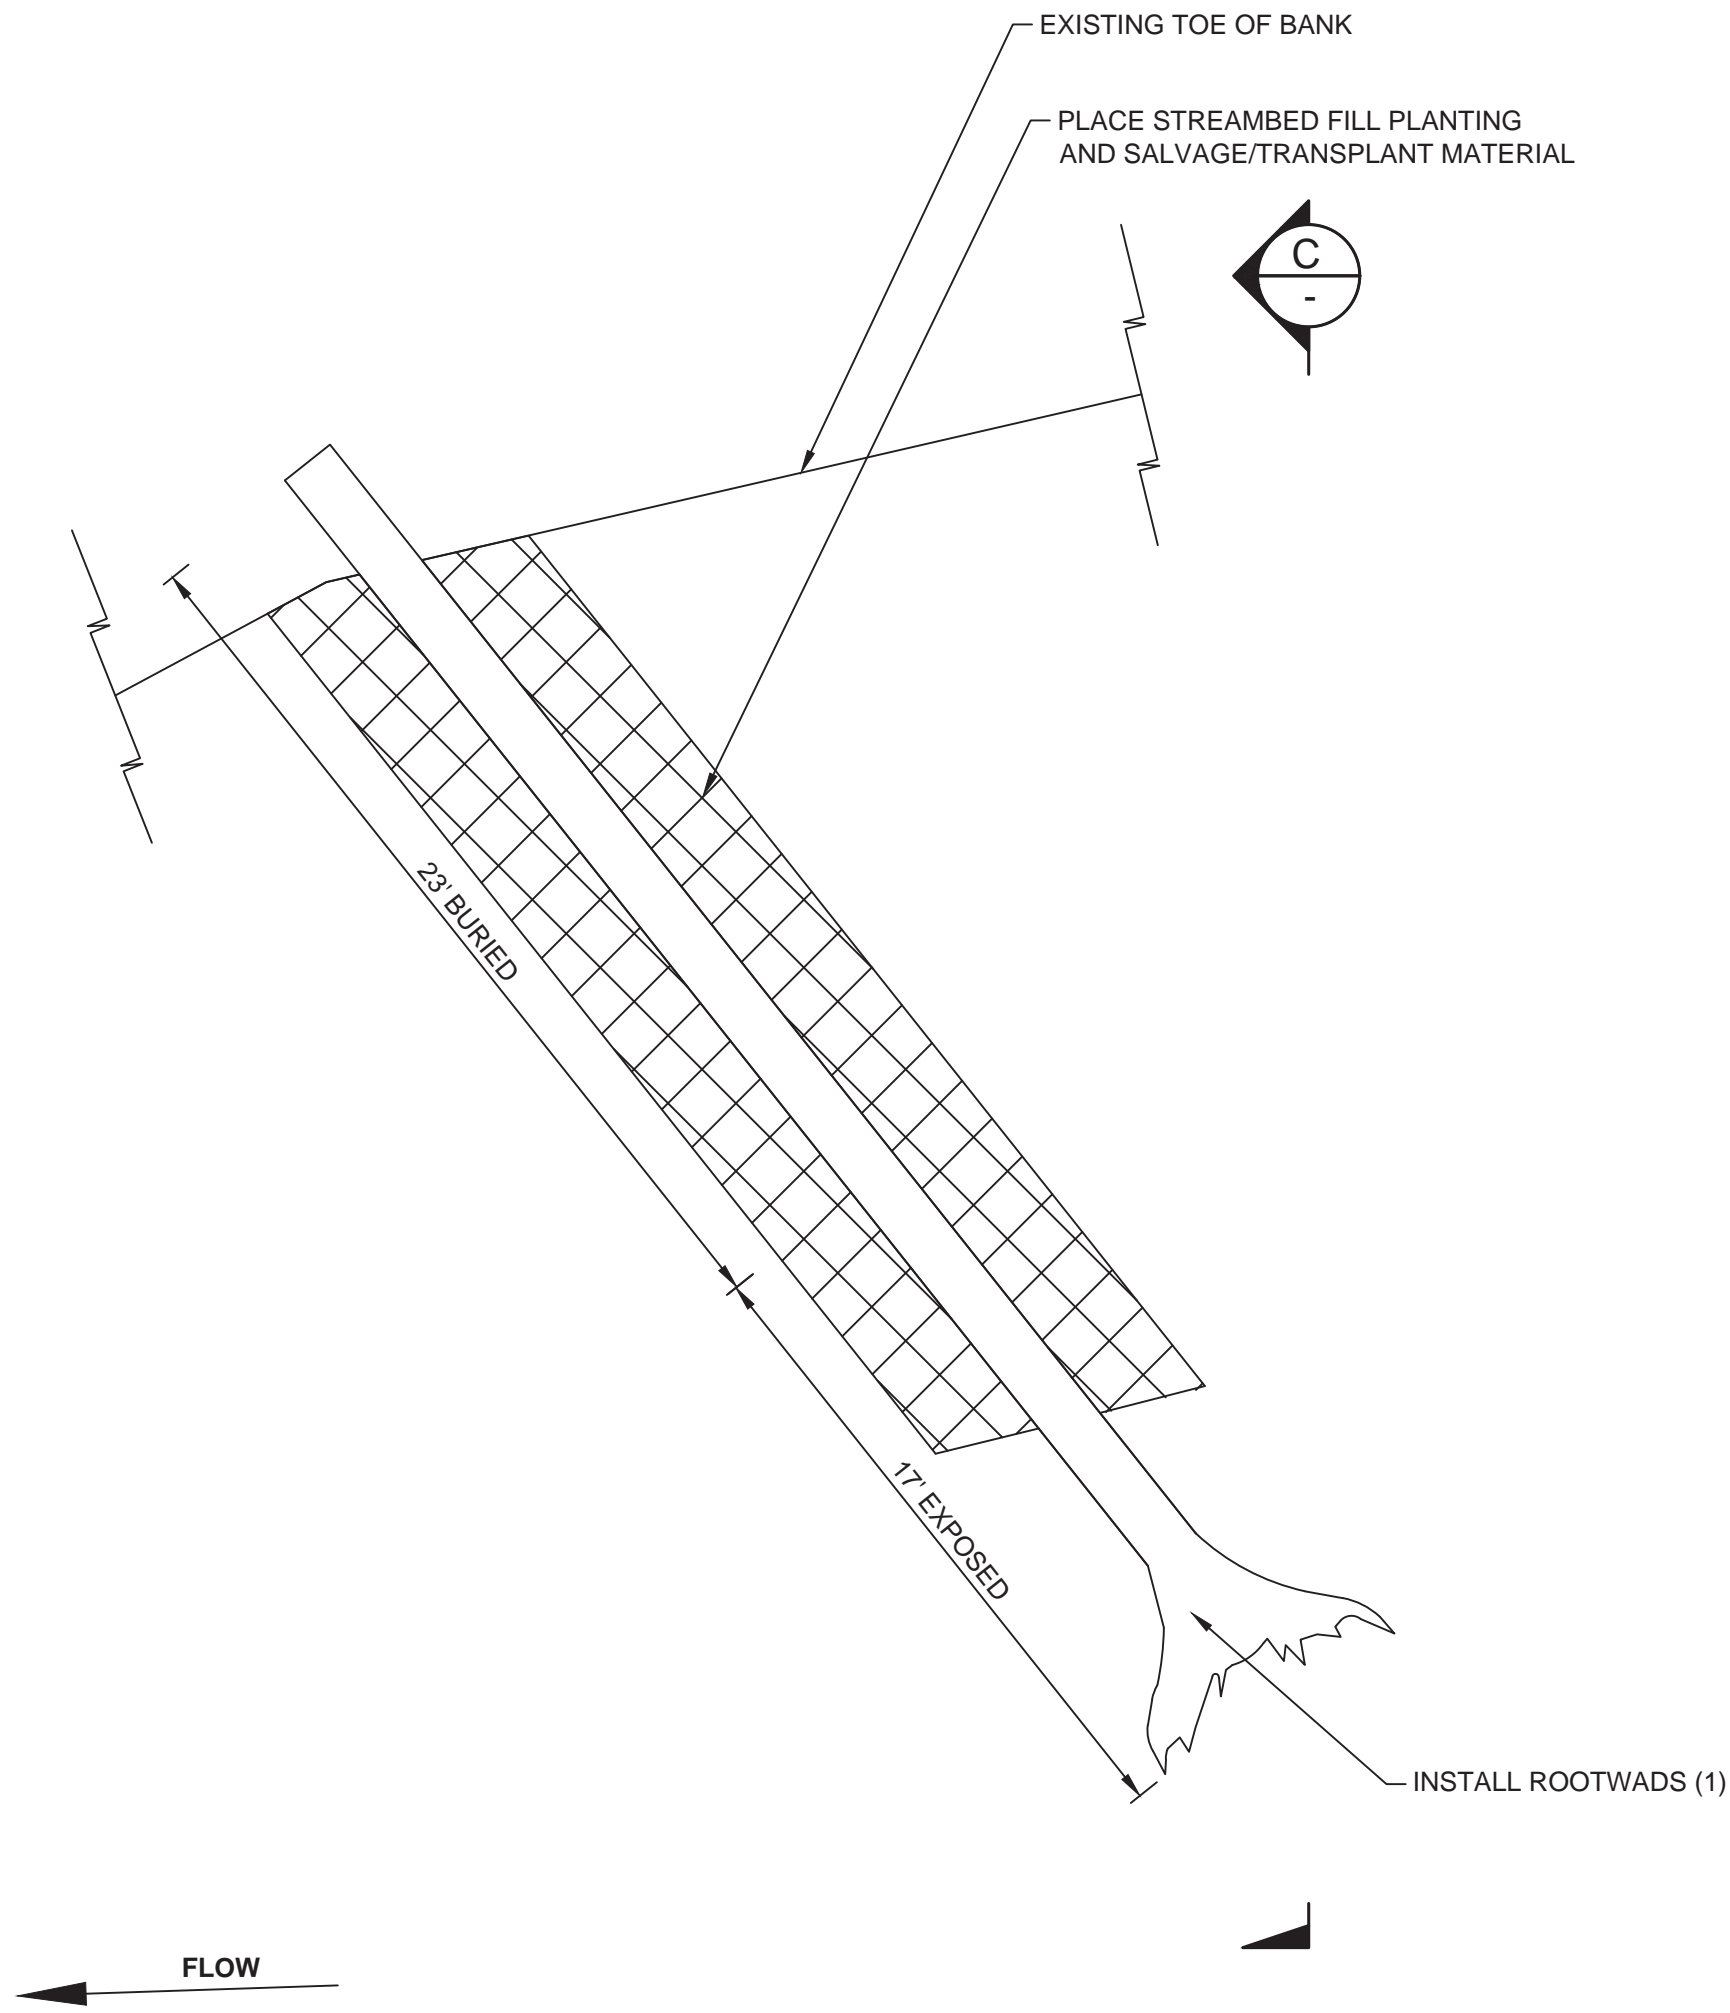 EXISTING TOE OF BANK
PLACE STREAMBED FILL PLANTING
AND SALVAGE/TRANSPLANT MATERIAL
C
-
23' BURIED
17' EXPOSED
INSTALL ROOTWADS (1)
FLOW